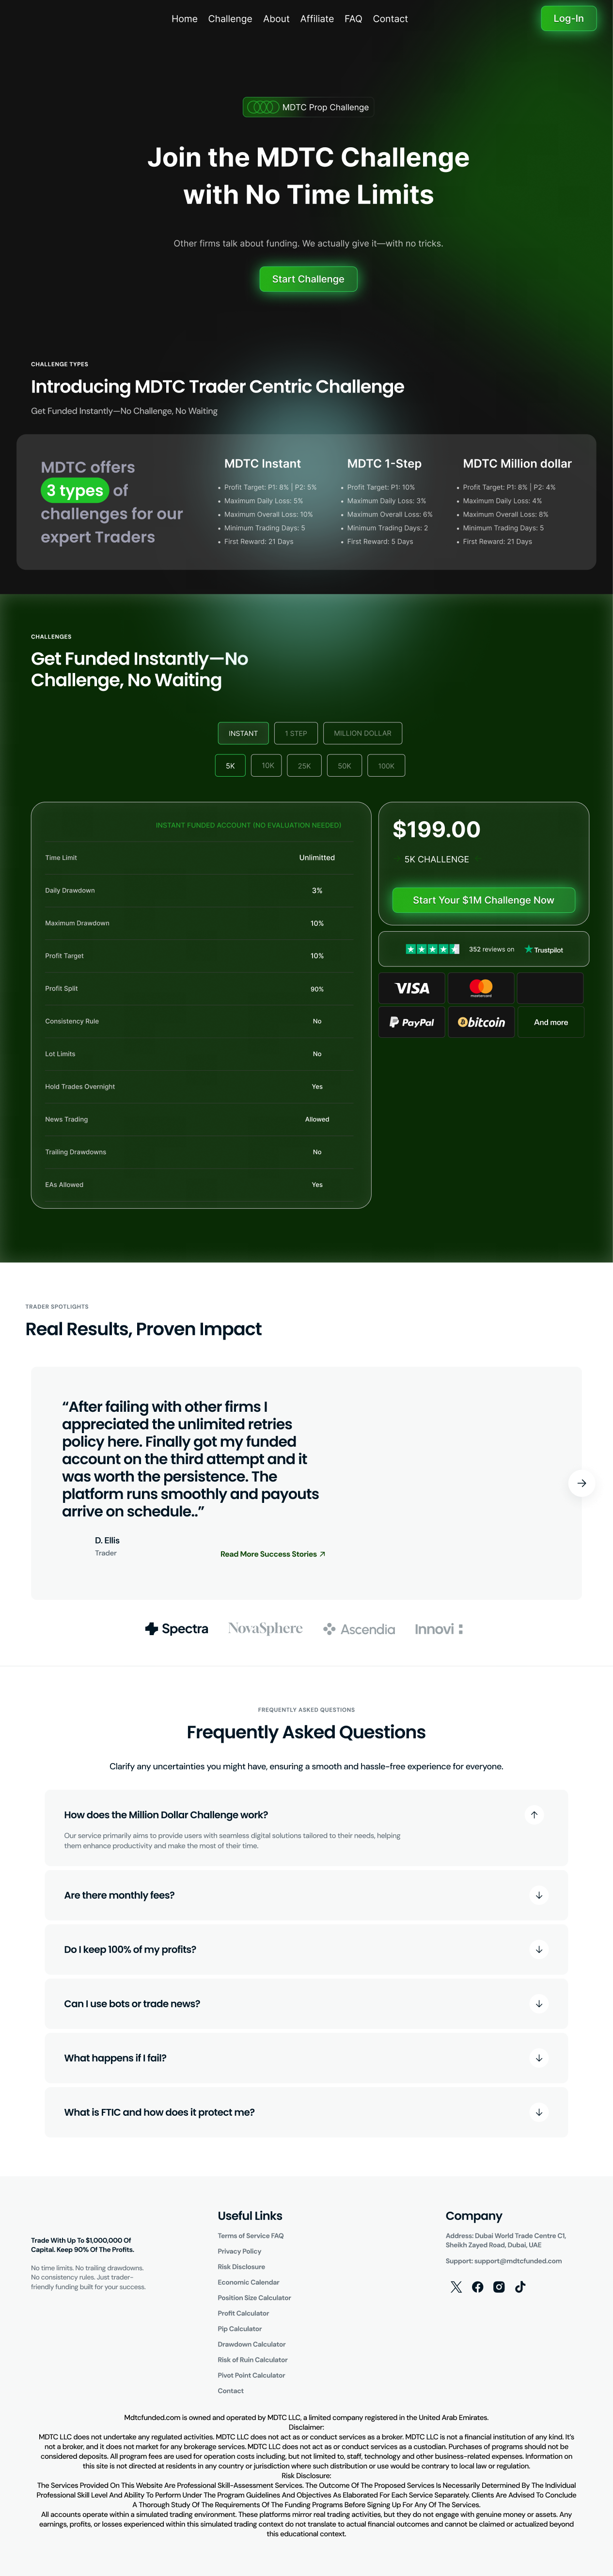 Home Challenge About Affiliate FAQ Contact Log-In
MDTC Prop Challenge
Join the MDTC Challenge
with No Time Limits
Other firms talk about funding. We actually give it—with no tricks.
Start Challenge
CHALLENGE TYPES
Introducing MDTC Trader Centric Challenge
Get Funded Instantly—No Challenge, No Waiting
MDTC offers
3 types of
challenges for our
expert Traders
MDTC Instant
• Profit Target: P1: 8% | P2: 5%
• Maximum Daily Loss: 5%
• Maximum Overall Loss: 10%
• Minimum Trading Days: 5
• First Reward: 21 Days
MDTC 1-Step
• Profit Target: P1: 10%
• Maximum Daily Loss: 3%
• Maximum Overall Loss: 6%
• Minimum Trading Days: 2
• First Reward: 5 Days
MDTC Million dollar
• Profit Target: P1: 8% | P2: 4%
• Maximum Daily Loss: 4%
• Maximum Overall Loss: 8%
• Minimum Trading Days: 5
• First Reward: 21 Days
CHALLENGES
Get Funded Instantly—No
Challenge, No Waiting
INSTANT 1 STEP MILLION DOLLAR
5K 10K 25K 50K 100K
INSTANT FUNDED ACCOUNT (NO EVALUATION NEEDED)
Time Limit Unlimitted
Daily Drawdown 3%
Maximum Drawdown 10%
Profit Target 10%
Profit Split 90%
Consistency Rule No
Lot Limits No
Hold Trades Overnight Yes
News Trading Allowed
Trailing Drawdowns No
EAs Allowed Yes
$199.00
5K CHALLENGE
Start Your $1M Challenge Now
352 reviews on Trustpilot
VISA mastercard
PayPal bitcoin And more
TRADER SPOTLIGHTS
Real Results, Proven Impact
“After failing with other firms I
appreciated the unlimited retries
policy here. Finally got my funded
account on the third attempt and it
was worth the persistence. The
platform runs smoothly and payouts
arrive on schedule..”
D. Ellis
Trader
Read More Success Stories
Spectra NovaSphere Ascendia Innovi
FREQUENTLY ASKED QUESTIONS
Frequently Asked Questions
Clarify any uncertainties you might have, ensuring a smooth and hassle-free experience for everyone.
How does the Million Dollar Challenge work?
Our service primarily aims to provide users with seamless digital solutions tailored to their needs, helping
them enhance productivity and make the most of their time.
Are there monthly fees?
Do I keep 100% of my profits?
Can I use bots or trade news?
What happens if I fail?
What is FTIC and how does it protect me?
Trade With Up To $1,000,000 Of
Capital. Keep 90% Of The Profits.
No time limits. No trailing drawdowns.
No consistency rules. Just trader-
friendly funding built for your success.
Useful Links
Terms of Service FAQ
Privacy Policy
Risk Disclosure
Economic Calendar
Position Size Calculator
Profit Calculator
Pip Calculator
Drawdown Calculator
Risk of Ruin Calculator
Pivot Point Calculator
Contact
Company
Address: Dubai World Trade Centre C1,
Sheikh Zayed Road, Dubai, UAE
Support: support@mdtcfunded.com
Mdtcfunded.com is owned and operated by MDTC LLC, a limited company registered in the United Arab Emirates.
Disclaimer:
MDTC LLC does not undertake any regulated activities. MDTC LLC does not act as or conduct services as a broker. MDTC LLC is not a financial institution of any kind. It's
not a broker, and it does not market for any brokerage services. MDTC LLC does not act as or conduct services as a custodian. Purchases of programs should not be
considered deposits. All program fees are used for operation costs including, but not limited to, staff, technology and other business-related expenses. Information on
this site is not directed at residents in any country or jurisdiction where such distribution or use would be contrary to local law or regulation.
Risk Disclosure:
The Services Provided On This Website Are Professional Skill-Assessment Services. The Outcome Of The Proposed Services Is Necessarily Determined By The Individual
Professional Skill Level And Ability To Perform Under The Program Guidelines And Objectives As Elaborated For Each Service Separately. Clients Are Advised To Conclude
A Thorough Study Of The Requirements Of The Funding Programs Before Signing Up For Any Of The Services.
All accounts operate within a simulated trading environment. These platforms mirror real trading activities, but they do not engage with genuine money or assets. Any
earnings, profits, or losses experienced within this simulated trading context do not translate to actual financial outcomes and cannot be claimed or actualized beyond
this educational context.